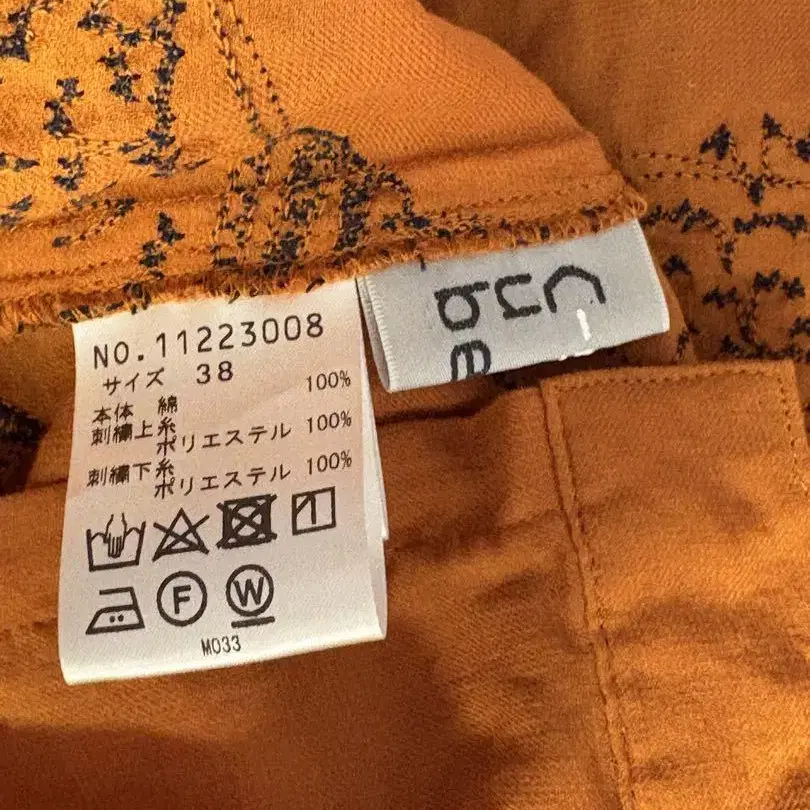 NO.11223008
サイズ 38
本体 綿 100%
刺繍上糸
ポリエステル 100%
刺繍下糸
ポリエステル 100%
F
W
M033
Cube